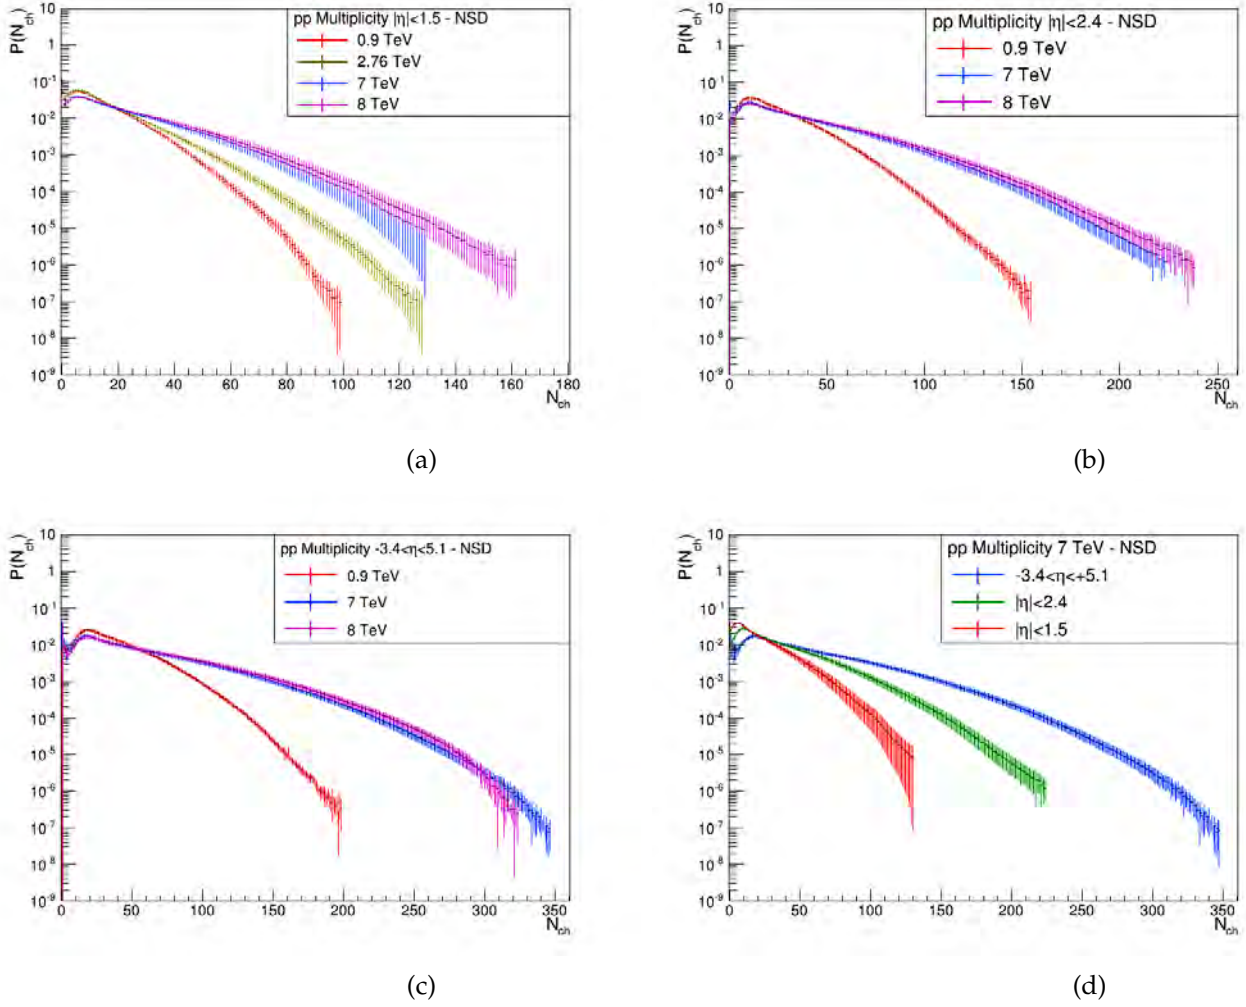 pp Multiplicity |η|<1.5 - NSD
0.9 TeV
2.76 TeV
7 TeV
8 TeV
P(N_ch)
10
1
10^-1
10^-2
10^-3
10^-4
10^-5
10^-6
10^-7
10^-8
10^-9
0 20 40 60 80 100 120 140 160 180
N_ch
(a)
pp Multiplicity |η|<2.4 - NSD
0.9 TeV
7 TeV
8 TeV
P(N_ch)
10
1
10^-1
10^-2
10^-3
10^-4
10^-5
10^-6
10^-7
10^-8
10^-9
0 50 100 150 200 250
N_ch
(b)
pp Multiplicity -3.4<η<5.1 - NSD
0.9 TeV
7 TeV
8 TeV
P(N_ch)
10
1
10^-1
10^-2
10^-3
10^-4
10^-5
10^-6
10^-7
10^-8
10^-9
0 50 100 150 200 250 300 350
N_ch
(c)
pp Multiplicity 7 TeV - NSD
-3.4<η<+5.1
|η|<2.4
|η|<1.5
P(N_ch)
10
1
10^-1
10^-2
10^-3
10^-4
10^-5
10^-6
10^-7
10^-8
10^-9
0 50 100 150 200 250 300 350
N_ch
(d)